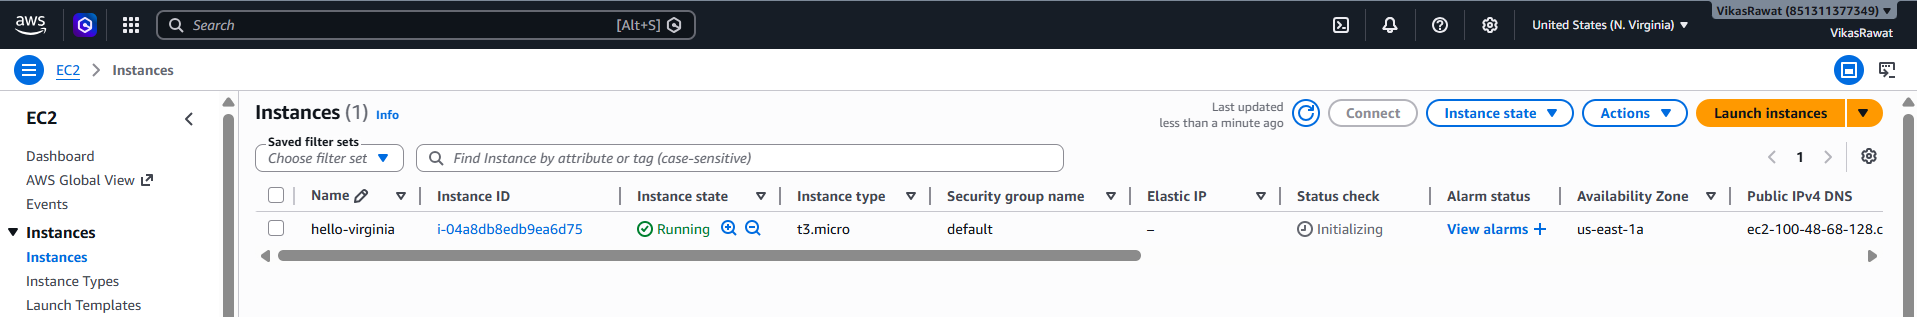 aws
Search [Alt+S]
United States (N. Virginia)
VikasRawat (851311377349)
VikasRawat
EC2 Instances
EC2
Dashboard
AWS Global View
Events
Instances
Instances
Instance Types
Launch Templates
Instances (1) Info
Last updated
less than a minute ago
Connect
Instance state
Actions
Launch instances
Saved filter sets
Choose filter set
Find Instance by attribute or tag (case-sensitive)
1
Name Instance ID Instance state Instance type Security group name Elastic IP Status check Alarm status Availability Zone Public IPv4 DNS
hello-virginia i-04a8db8edb9ea6d75 Running t3.micro default – Initializing View alarms + us-east-1a ec2-100-48-68-128.c